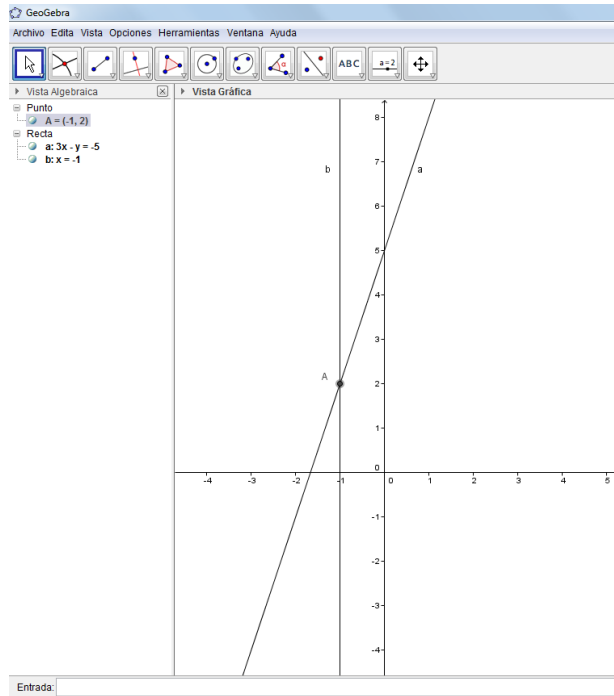 GeoGebra
Archivo Edita Vista Opciones Herramientas Ventana Ayuda
ABC
a = 2
α
Vista Algebraica
Vista Gráfica
Punto
A = (-1, 2)
Recta
a: 3x - y = -5
b: x = -1
8
7
b
a
6
5
4
3
A
2
1
0
-4 -3 -2 -1 0 1 2 3 4 5
-1
-2
-3
-4
Entrada: